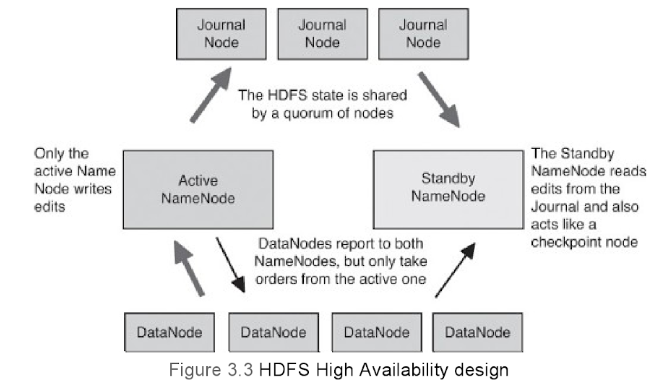 Journal
Node
Journal
Node
Journal
Node
The HDFS state is shared
by a quorum of nodes
Only the
active Name
Node writes
edits
Active
NameNode
Standby
NameNode
The Standby
NameNode reads
edits from the
Journal and also
acts like a
checkpoint node
DataNodes report to both
NameNodes, but only take
orders from the active one
DataNode
DataNode
DataNode
DataNode
Figure 3.3 HDFS High Availability design